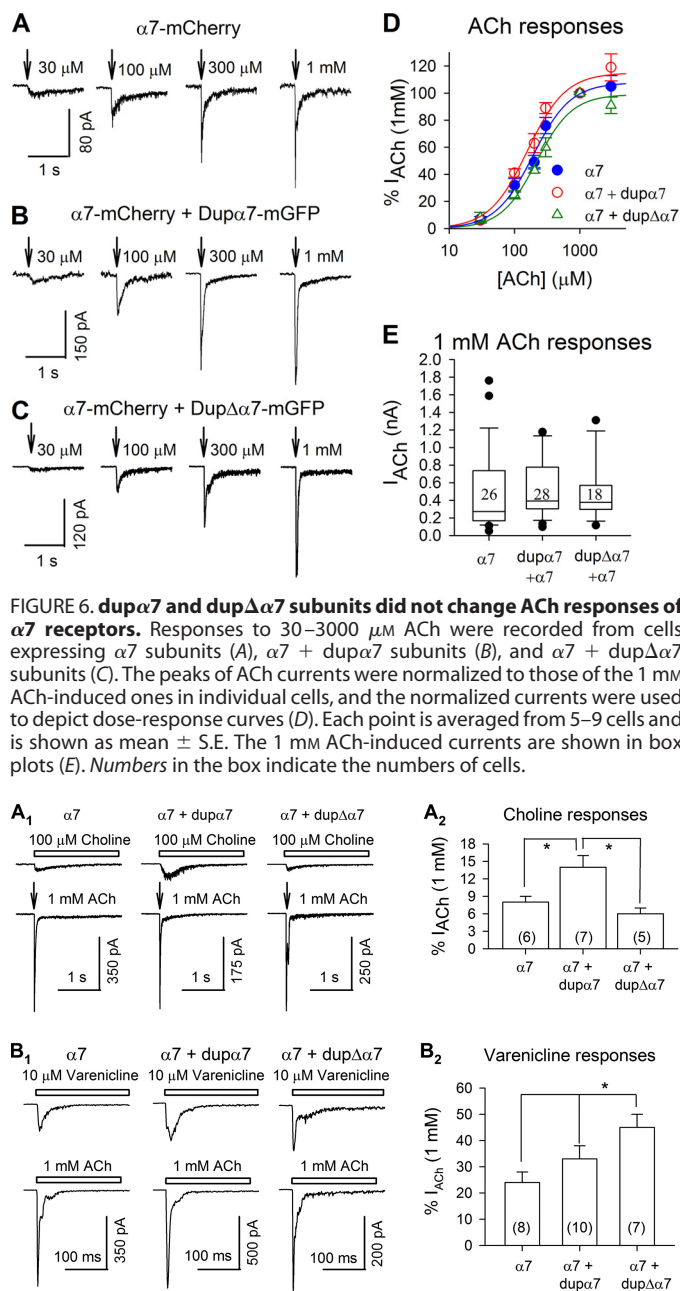 A
α7-mCherry
30 μM 100 μM 300 μM 1 mM
80 pA
1 s
B
α7-mCherry + Dupα7-mGFP
30 μM 100 μM 300 μM 1 mM
150 pA
1 s
C
α7-mCherry + DupΔα7-mGFP
30 μM 100 μM 300 μM 1 mM
120 pA
1 s
D
ACh responses
% IACh (1mM)
120
100
80
60
40
20
0
α7
α7 + dupα7
α7 + dupΔα7
10 100 1000
[ACh] (μM)
E
1 mM ACh responses
IACh (nA)
2.0
1.8
1.6
1.4
1.2
1.0
0.8
0.6
0.4
0.2
0.0
26 28 18
α7 dupα7 dupΔα7
+α7 +α7
FIGURE 6. dupα7 and dupΔα7 subunits did not change ACh responses of
α7 receptors. Responses to 30–3000 μM ACh were recorded from cells
expressing α7 subunits (A), α7 + dupα7 subunits (B), and α7 + dupΔα7
subunits (C). The peaks of ACh currents were normalized to those of the 1 mM
ACh-induced ones in individual cells, and the normalized currents were used
to depict dose-response curves (D). Each point is averaged from 5–9 cells and
is shown as mean ± S.E. The 1 mM ACh-induced currents are shown in box
plots (E). Numbers in the box indicate the numbers of cells.
A1
α7 α7 + dupα7 α7 + dupΔα7
100 μM Choline 100 μM Choline 100 μM Choline
1 mM ACh 1 mM ACh 1 mM ACh
1 s 350 pA 1 s 175 pA 1 s 250 pA
A2
Choline responses
% IACh (1 mM)
18
15
12
9
6
3
0
* *
(6) (7) (5)
α7 α7 + α7 +
dupα7 dupΔα7
B1
α7 α7 + dupα7 α7 + dupΔα7
10 μM Varenicline 10 μM Varenicline 10 μM Varenicline
1 mM ACh 1 mM ACh 1 mM ACh
100 ms 350 pA 100 ms 500 pA 100 ms 200 pA
B2
Varenicline responses
% IACh (1 mM)
60
50
40
30
20
10
0
*
(8) (10) (7)
α7 α7 + α7 +
dupα7 dupΔα7